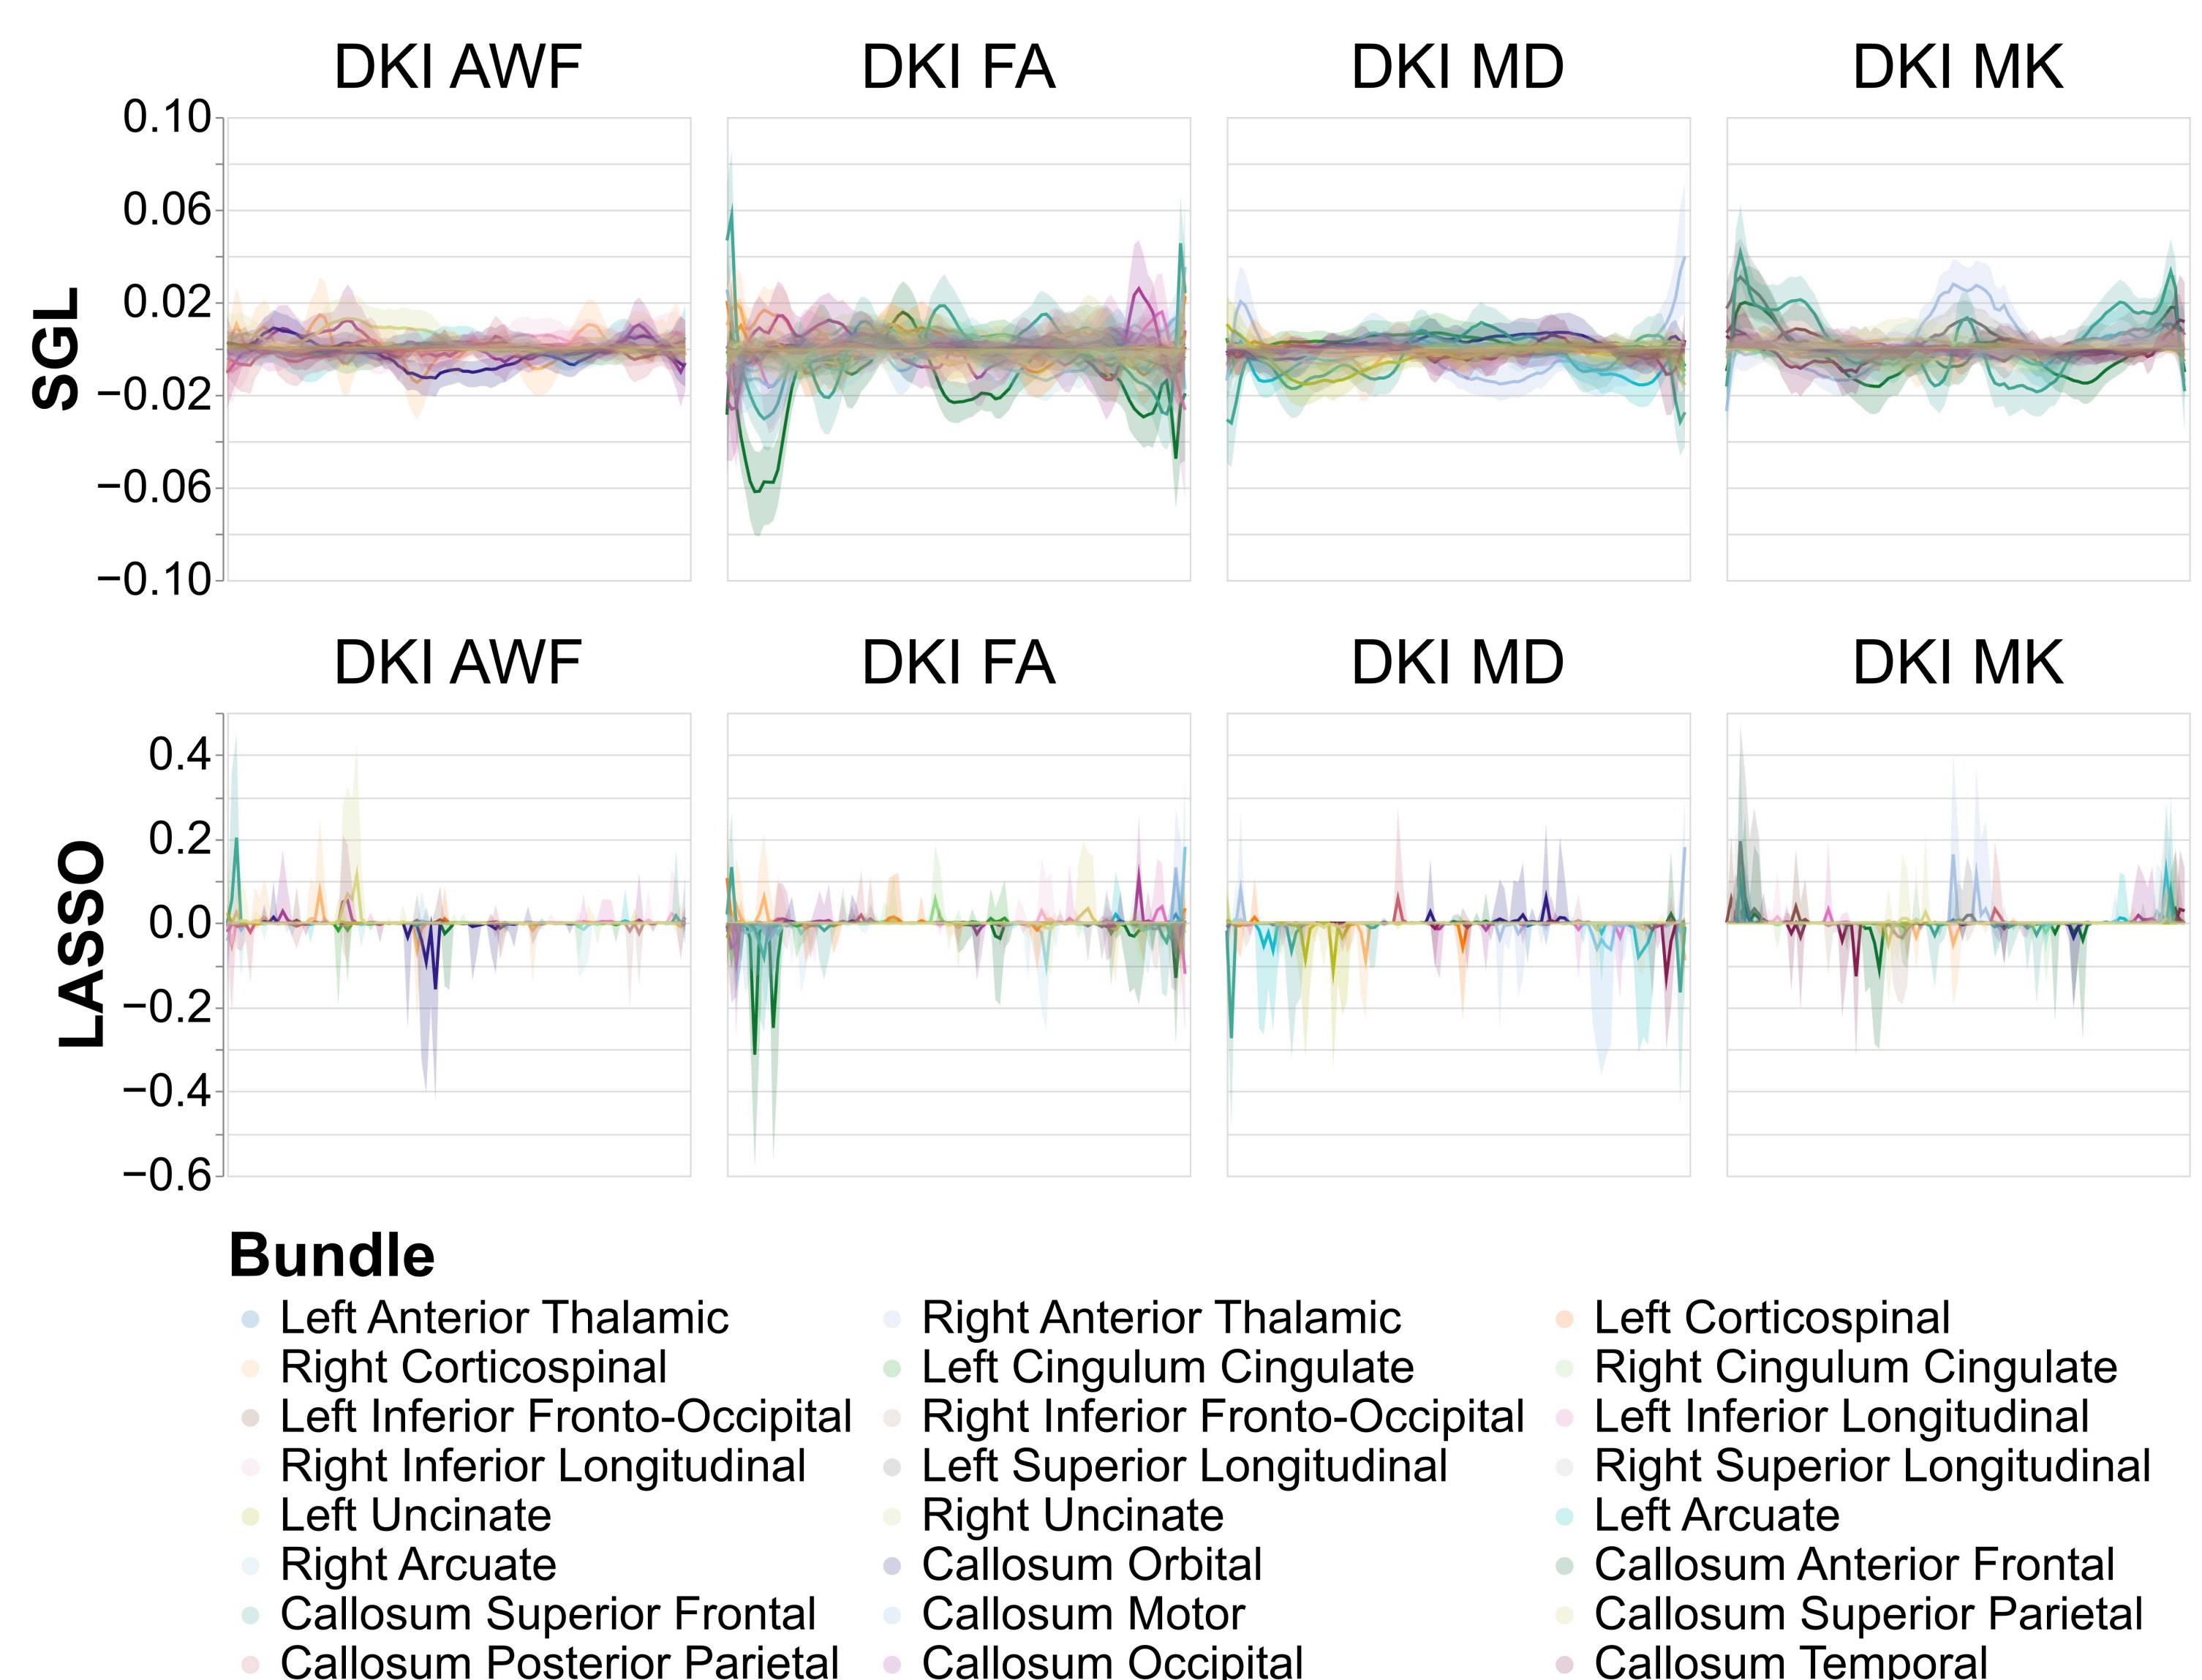 DKI AWF DKI FA DKI MD DKI MK
0.10
0.06
0.02
−0.02
−0.06
−0.10
SGL
DKI AWF DKI FA DKI MD DKI MK
0.4
0.2
0.0
−0.2
−0.4
−0.6
LASSO
Bundle
Left Anterior Thalamic Right Anterior Thalamic Left Corticospinal
Right Corticospinal Left Cingulum Cingulate Right Cingulum Cingulate
Left Inferior Fronto-Occipital Right Inferior Fronto-Occipital Left Inferior Longitudinal
Right Inferior Longitudinal Left Superior Longitudinal Right Superior Longitudinal
Left Uncinate Right Uncinate Left Arcuate
Right Arcuate Callosum Orbital Callosum Anterior Frontal
Callosum Superior Frontal Callosum Motor Callosum Superior Parietal
Callosum Posterior Parietal Callosum Occipital Callosum Temporal